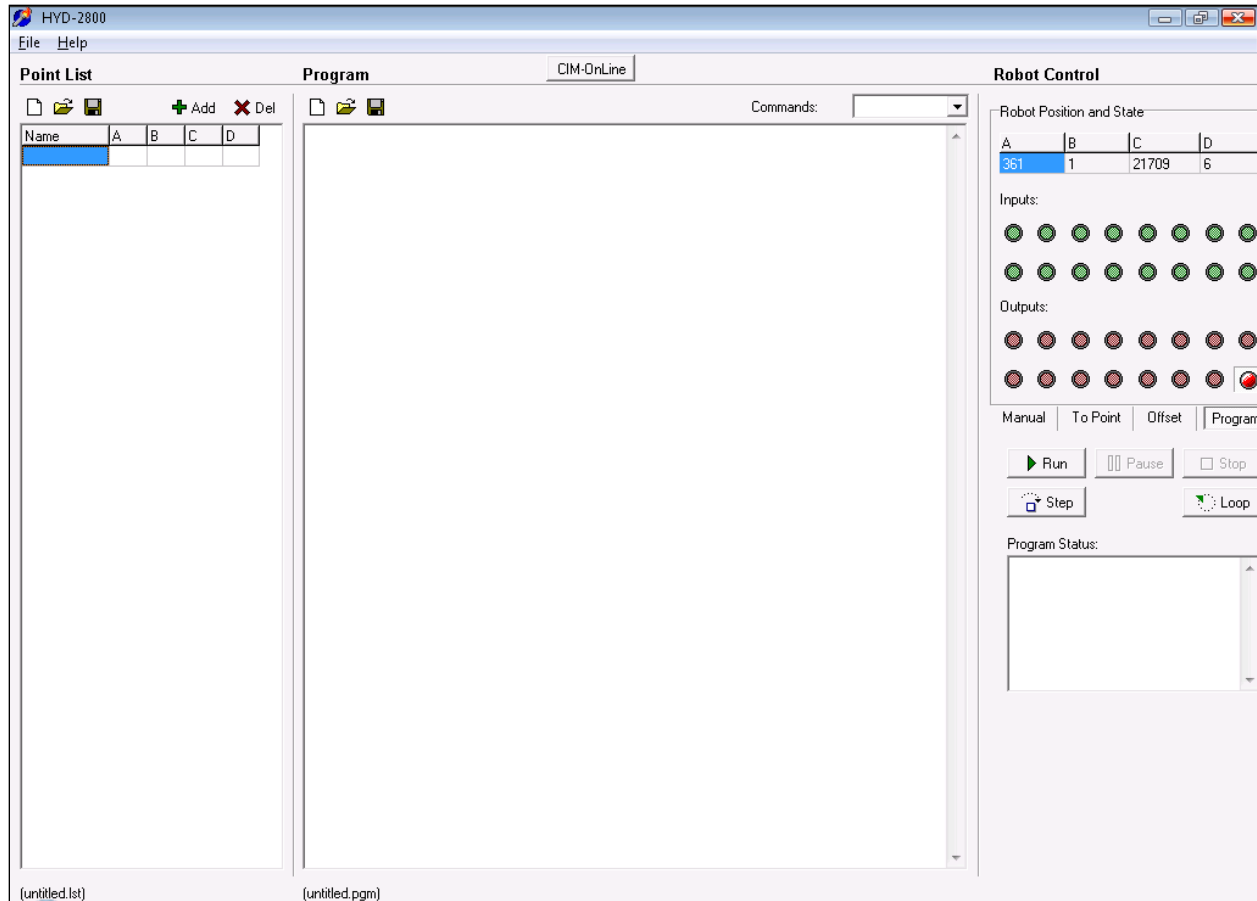 HYD-2800
File Help
Point List
Program
CIM-OnLine
Robot Control
Add Del
Commands:
Name A B C D
Robot Position and State
A B C D
361 1 21709 6
Inputs:
Outputs:
Manual To Point Offset Program
Run Pause Stop
Step Loop
Program Status:
(untitled.lst)
(untitled.pgm)